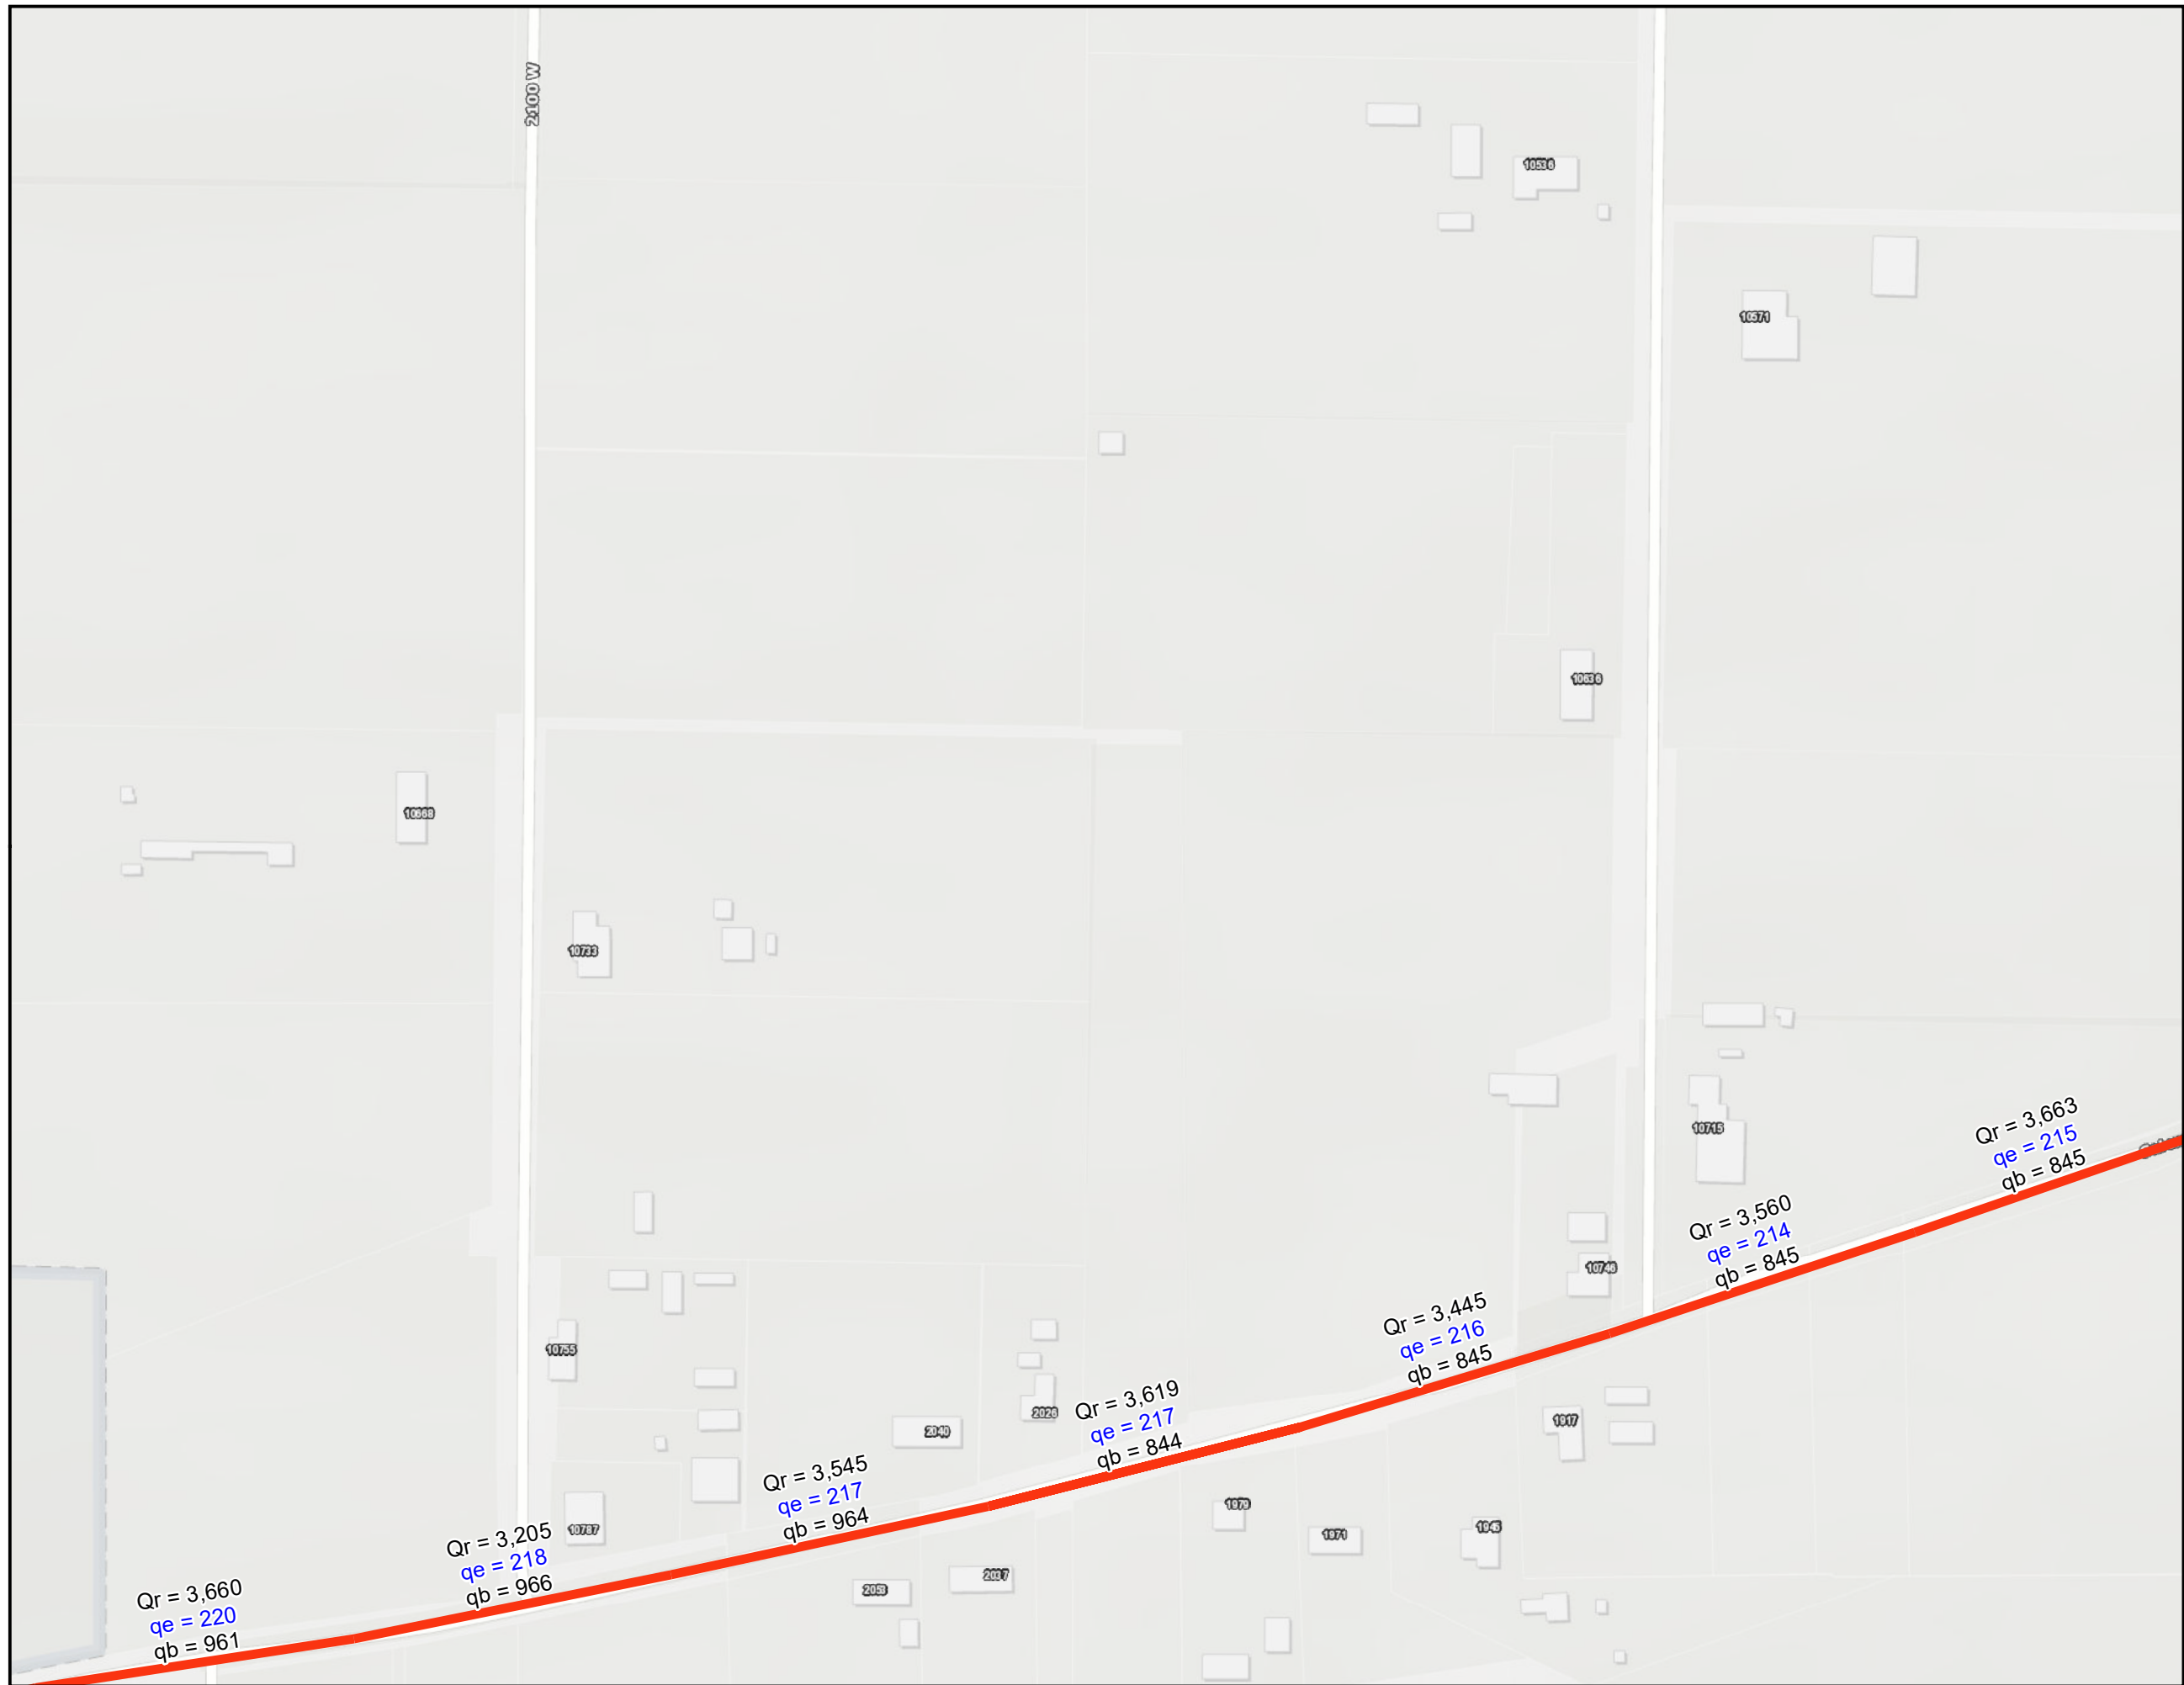 2100 W
10536
10571
10636
10668
10733
10715
Qr = 3,663
qe = 215
qb = 845
Qr = 3,560
qe = 214
qb = 845
10746
Qr = 3,445
qe = 216
qb = 845
10755
2026
2040
Qr = 3,619
qe = 217
qb = 844
1917
Qr = 3,545
qe = 217
qb = 964
1979
1971
1945
10787
Qr = 3,205
qe = 218
qb = 966
2053
2037
Qr = 3,660
qe = 220
qb = 961